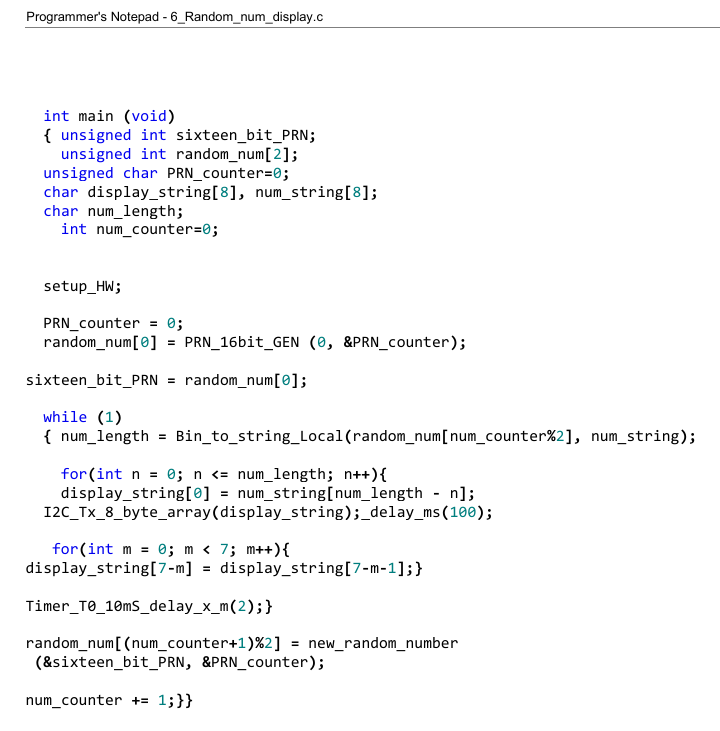 Programmer's Notepad - 6_Random_num_display.c
int main (void)
{ unsigned int sixteen_bit_PRN;
unsigned int random_num[2];
unsigned char PRN_counter=0;
char display_string[8], num_string[8];
char num_length;
int num_counter=0;
setup_HW;
PRN_counter = 0;
random_num[0] = PRN_16bit_GEN (0, &PRN_counter);
sixteen_bit_PRN = random_num[0];
while (1)
{ num_length = Bin_to_string_Local(random_num[num_counter%2], num_string);
for(int n = 0; n <= num_length; n++){
display_string[0] = num_string[num_length - n];
I2C_Tx_8_byte_array(display_string);_delay_ms(100);
for(int m = 0; m < 7; m++){
display_string[7-m] = display_string[7-m-1];}
Timer_T0_10mS_delay_x_m(2);}
random_num[(num_counter+1)%2] = new_random_number
(&sixteen_bit_PRN, &PRN_counter);
num_counter += 1;}}